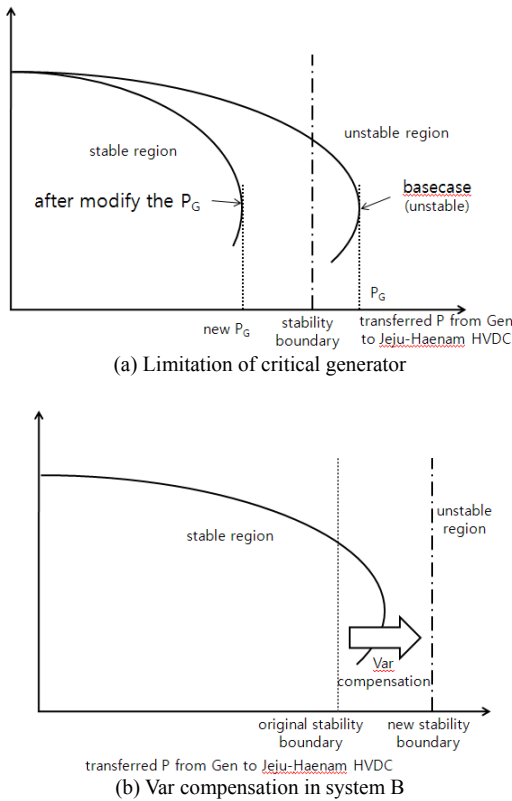 unstable region
stable region
basecase
(unstable)
after modify the PG
PG
new PG
stability
boundary
transferred P from Gen
to Jeju-Haenam HVDC
(a) Limitation of critical generator
unstable
region
stable region
Var
compensation
original stability
boundary
new stability
boundary
transferred P from Gen to Jeju-Haenam HVDC
(b) Var compensation in system B